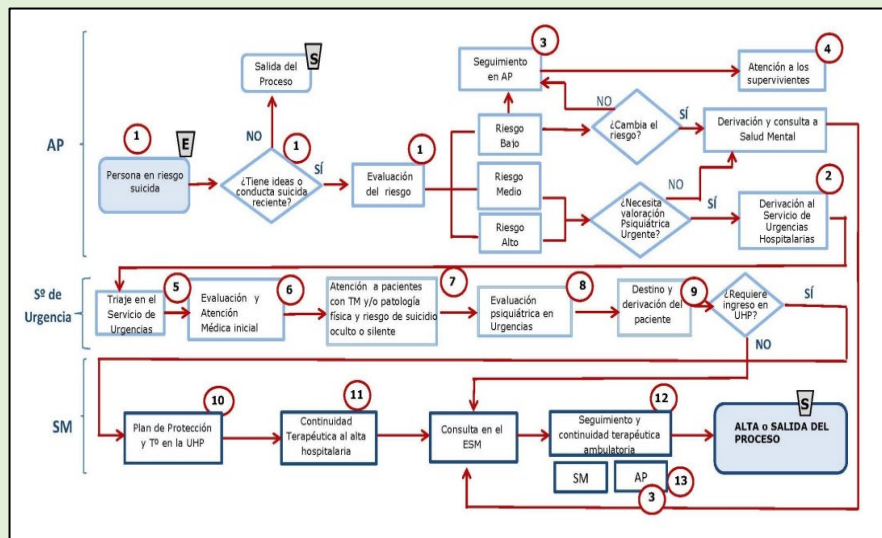 AP
1
E
Persona en riesgo
suicida
Salida del
Proceso
S
NO
1
¿Tiene ideas o
conducta suicida
reciente?
SÍ
1
Evaluación
del riesgo
Seguimiento
en AP
3
Riesgo
Bajo
Riesgo
Medio
Riesgo
Alto
NO
¿Cambia el
riesgo?
SÍ
4
Atención a los
supervivientes
Derivación y consulta a
Salud Mental
NO
¿Necesita
valoración
Psiquiátrica
Urgente?
SÍ
2
Derivación al
Servicio de
Urgencias
Hospitalarias
Sº de
Urgencia
Triaje en el
Servicio de
Urgencias
5
Evaluación y
Atención
Médica inicial
6
Atención a pacientes
con TM y/o patología
física y riesgo de suicidio
oculto o silente
7
Evaluación
psiquiátrica en
Urgencias
8
Destino y
derivación del
paciente
9
¿Requiere
ingreso en
UHP?
SÍ
NO
SM
10
Plan de Protección
y Tº en la UHP
11
Continuidad
Terapéutica al alta
hospitalaria
Consulta en el
ESM
12
Seguimiento y
continuidad terapéutica
ambulatoria
SM
AP
13
3
S
ALTA o SALIDA DEL
PROCESO